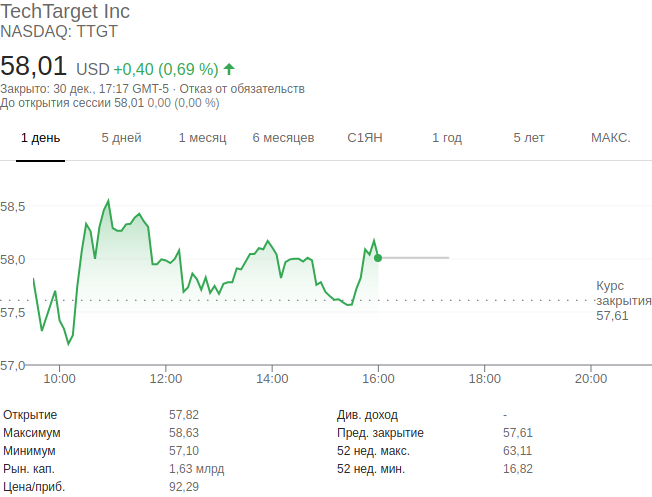 TechTarget Inc
NASDAQ: TTGT
58,01 USD +0,40 (0,69 %)
Закрыто: 30 дек., 17:17 GMT-5 · Отказ от обязательств
До открытия сессии 58,01 0,00 (0,00 %)
1 день 5 дней 1 месяц 6 месяцев С1ЯН 1 год 5 лет МАКС.
58,5
58,0
Курс
закрытия
57,61
57,5
57,0
10:00 12:00 14:00 16:00 18:00 20:00
Открытие 57,82 Див. доход -
Максимум 58,63 Пред. закрытие 57,61
Минимум 57,10 52 нед. макс. 63,11
Рын. кап. 1,63 млрд 52 нед. мин. 16,82
Цена/приб. 92,29